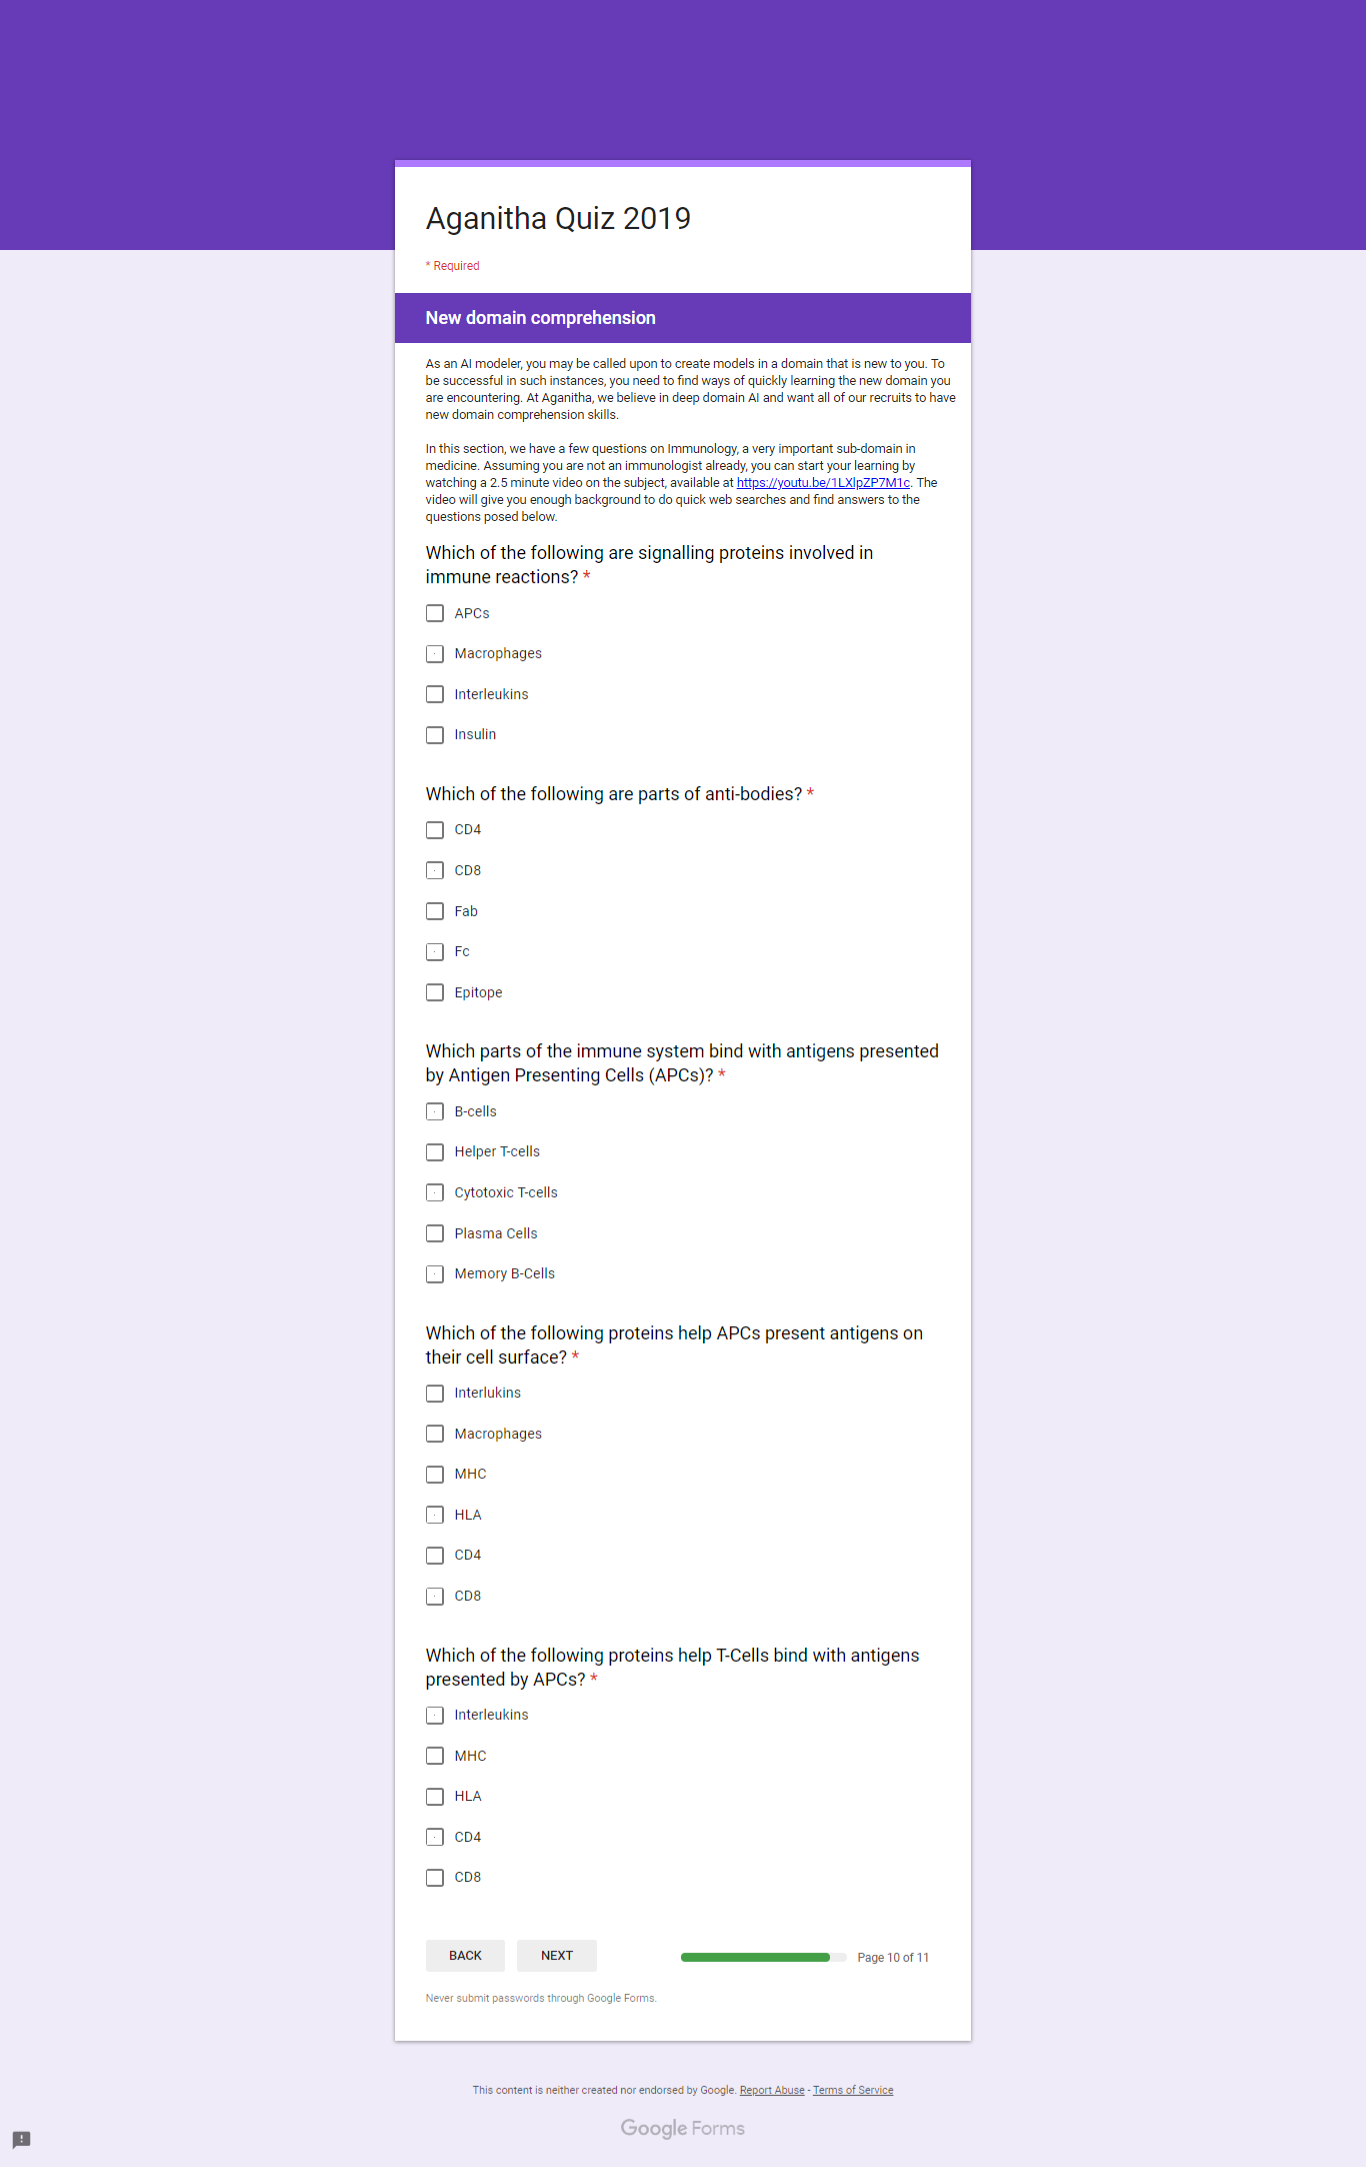 Aganitha Quiz 2019
* Required
New domain comprehension
As an AI modeler, you may be called upon to create models in a domain that is new to you. To
be successful in such instances, you need to find ways of quickly learning the new domain you
are encountering. At Aganitha, we believe in deep domain AI and want all of our recruits to have
new domain comprehension skills.
In this section, we have a few questions on Immunology, a very important sub-domain in
medicine. Assuming you are not an immunologist already, you can start your learning by
watching a 2.5 minute video on the subject, available at https://youtu.be/1LXlpZP7M1c. The
video will give you enough background to do quick web searches and find answers to the
questions posed below.
Which of the following are signalling proteins involved in
immune reactions? *
APCs
Macrophages
Interleukins
Insulin
Which of the following are parts of anti-bodies? *
CD4
CD8
Fab
Fc
Epitope
Which parts of the immune system bind with antigens presented
by Antigen Presenting Cells (APCs)? *
B-cells
Helper T-cells
Cytotoxic T-cells
Plasma Cells
Memory B-Cells
Which of the following proteins help APCs present antigens on
their cell surface? *
Interlukins
Macrophages
MHC
HLA
CD4
CD8
Which of the following proteins help T-Cells bind with antigens
presented by APCs? *
Interleukins
MHC
HLA
CD4
CD8
BACK NEXT Page 10 of 11
Never submit passwords through Google Forms.
This content is neither created nor endorsed by Google. Report Abuse - Terms of Service
Google Forms